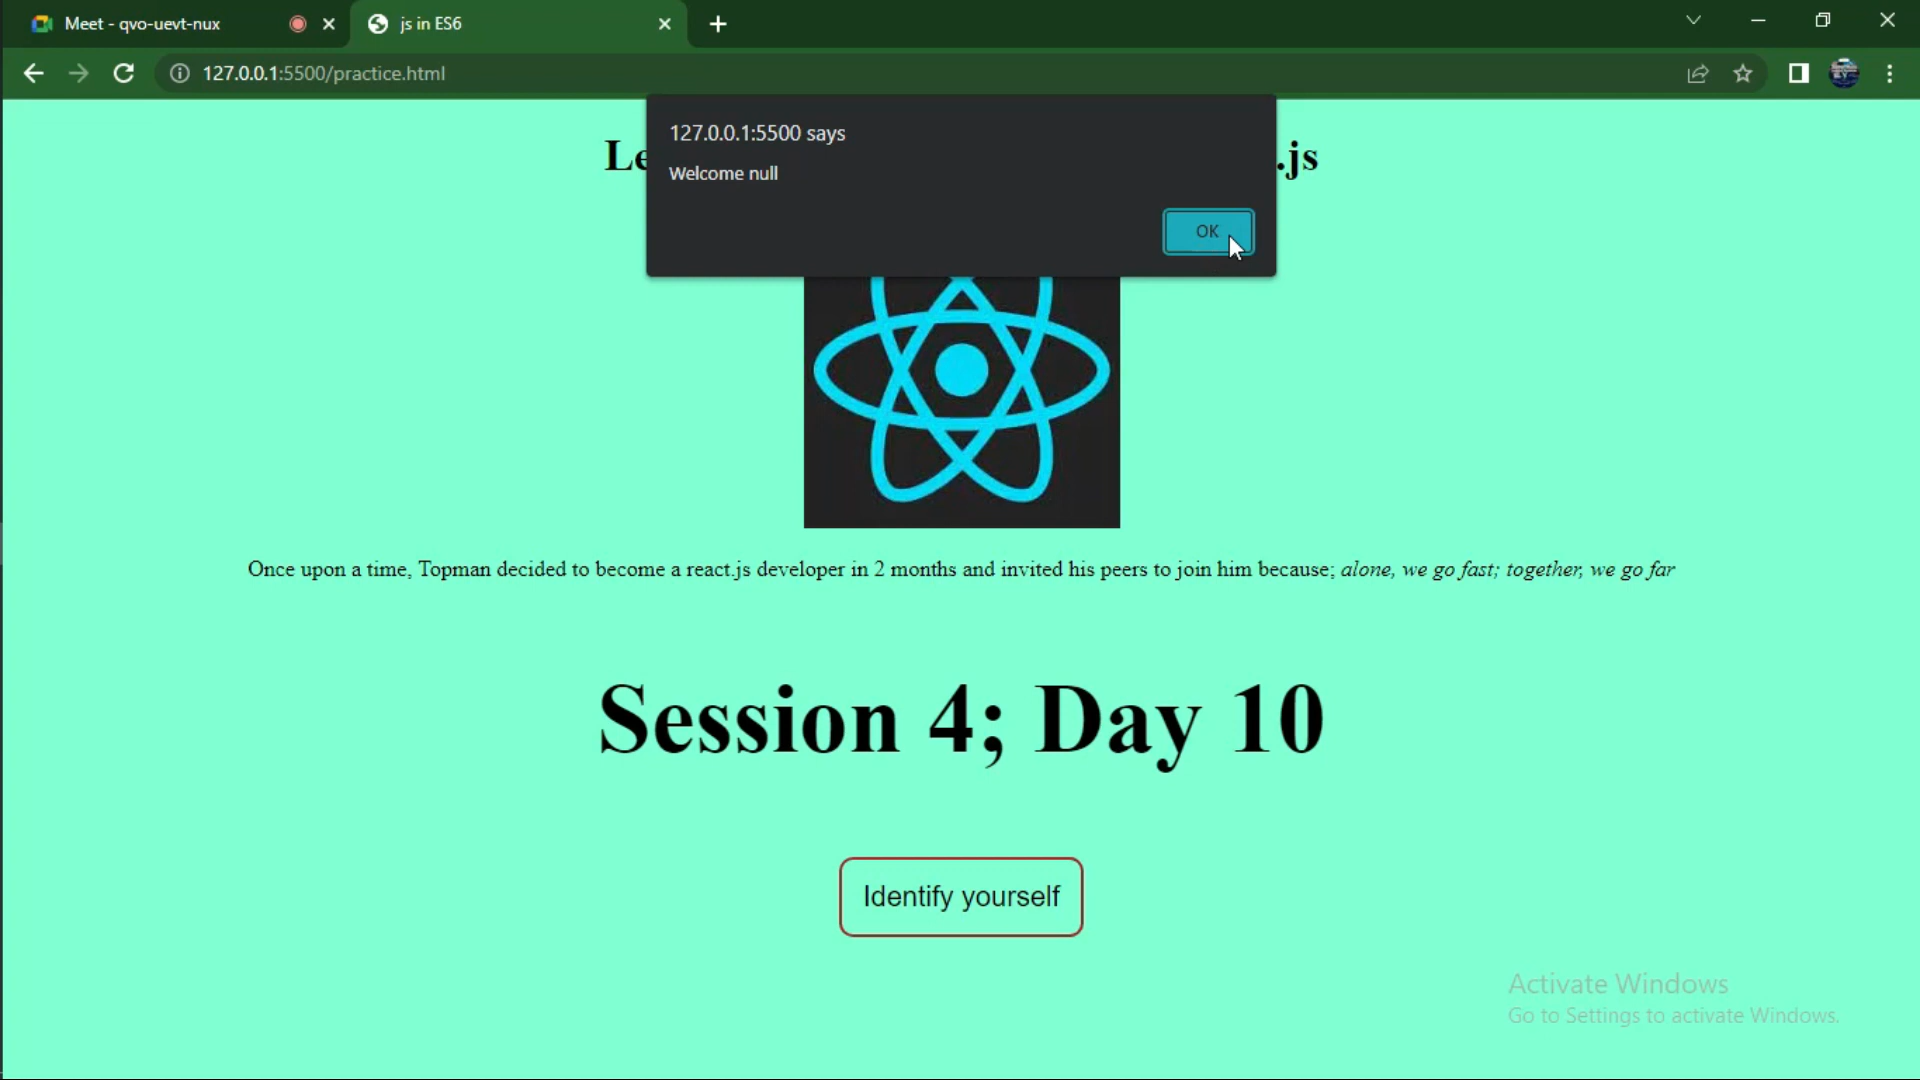 Meet - qvo-uevt-nux
js in ES6
127.0.0.1:5500/practice.html
127.0.0.1:5500 says
Welcome null
OK
.js
Once upon a time, Topman decided to become a react.js developer in 2 months and invited his peers to join him because; alone, we go fast; together, we go far
Session 4; Day 10
Identify yourself
Activate Windows
Go to Settings to activate Windows.